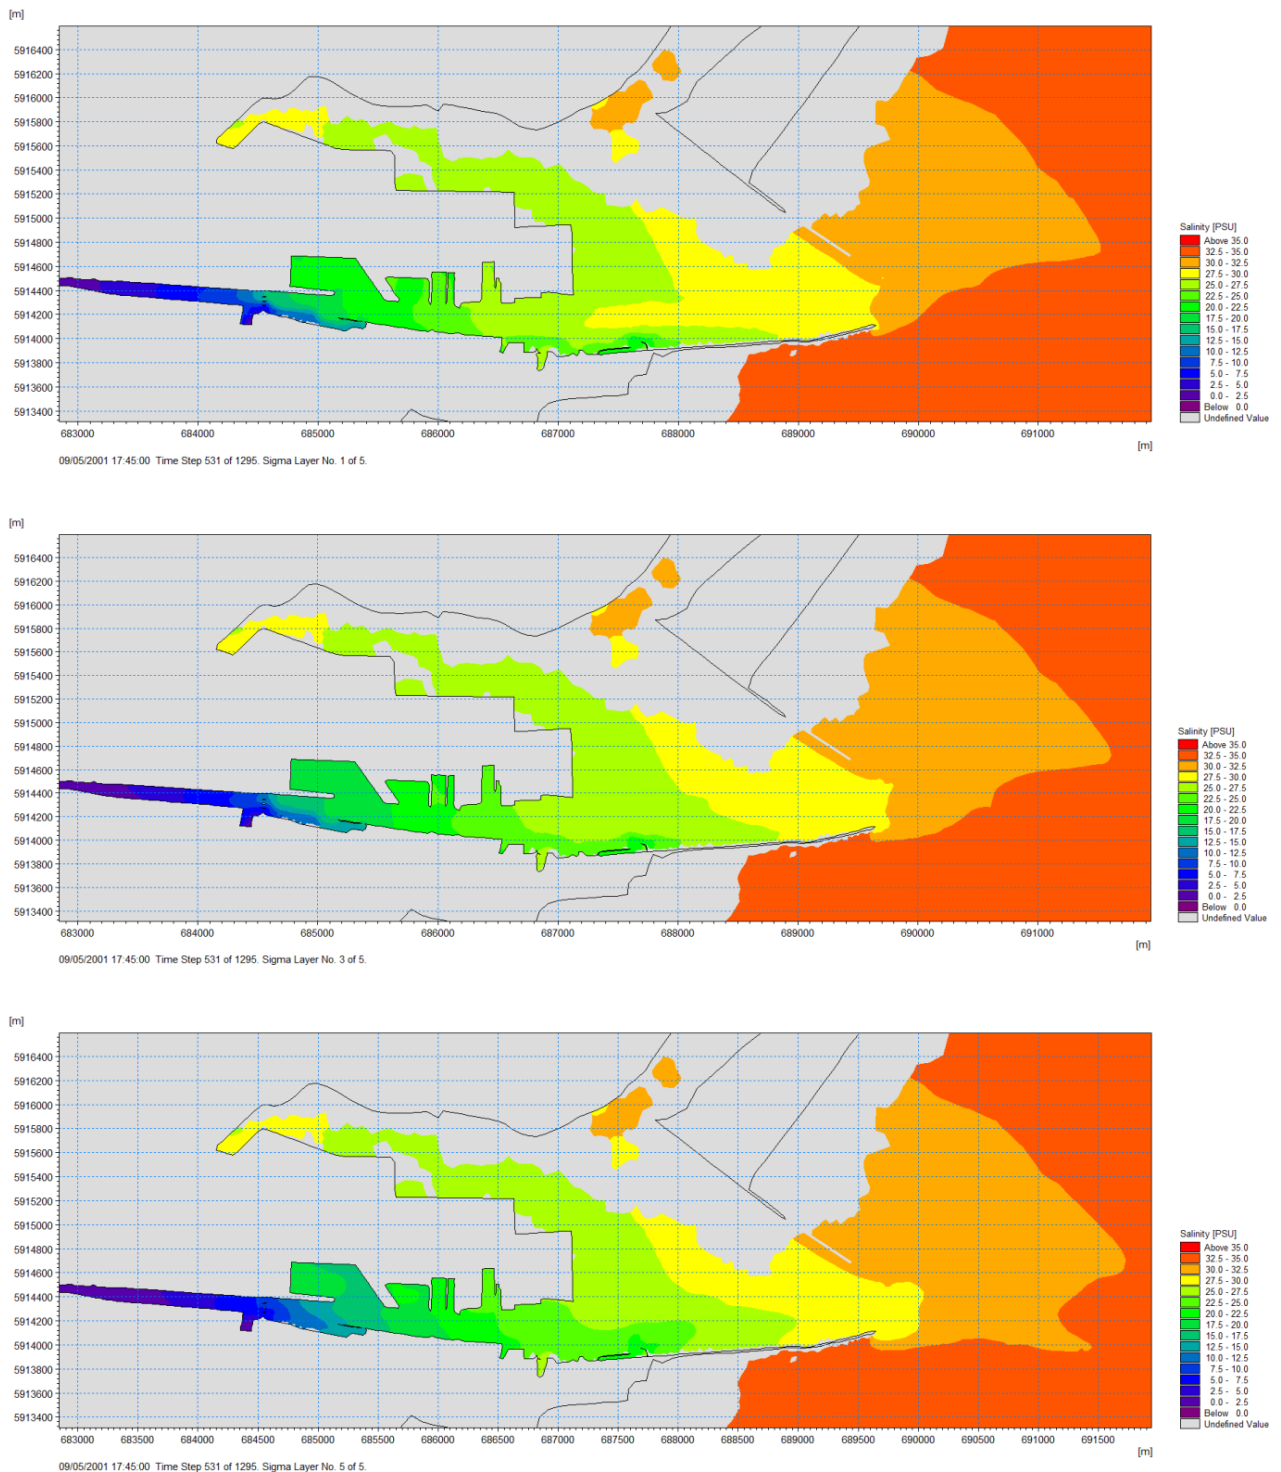 [m]
5916400
5916200
5916000
5915800
5915600
5915400
5915200
5915000
5914800
5914600
5914400
5914200
5914000
5913800
5913600
5913400
683000 684000 685000 686000 687000 688000 689000 690000 691000
[m]
09/05/2001 17:45:00 Time Step 531 of 1295. Sigma Layer No. 1 of 5.
Salinity [PSU]
Above 35.0
32.5 - 35.0
30.0 - 32.5
27.5 - 30.0
25.0 - 27.5
22.5 - 25.0
20.0 - 22.5
17.5 - 20.0
15.0 - 17.5
12.5 - 15.0
10.0 - 12.5
7.5 - 10.0
5.0 - 7.5
2.5 - 5.0
0.0 - 2.5
Below 0.0
Undefined Value
[m]
5916400
5916200
5916000
5915800
5915600
5915400
5915200
5915000
5914800
5914600
5914400
5914200
5914000
5913800
5913600
5913400
683000 684000 685000 686000 687000 688000 689000 690000 691000
[m]
09/05/2001 17:45:00 Time Step 531 of 1295. Sigma Layer No. 3 of 5.
Salinity [PSU]
Above 35.0
32.5 - 35.0
30.0 - 32.5
27.5 - 30.0
25.0 - 27.5
22.5 - 25.0
20.0 - 22.5
17.5 - 20.0
15.0 - 17.5
12.5 - 15.0
10.0 - 12.5
7.5 - 10.0
5.0 - 7.5
2.5 - 5.0
0.0 - 2.5
Below 0.0
Undefined Value
[m]
5916400
5916200
5916000
5915800
5915600
5915400
5915200
5915000
5914800
5914600
5914400
5914200
5914000
5913800
5913600
5913400
683000 683500 684000 684500 685000 685500 686000 686500 687000 687500 688000 688500 689000 689500 690000 690500 691000 691500
[m]
09/05/2001 17:45:00 Time Step 531 of 1295. Sigma Layer No. 5 of 5.
Salinity [PSU]
Above 35.0
32.5 - 35.0
30.0 - 32.5
27.5 - 30.0
25.0 - 27.5
22.5 - 25.0
20.0 - 22.5
17.5 - 20.0
15.0 - 17.5
12.5 - 15.0
10.0 - 12.5
7.5 - 10.0
5.0 - 7.5
2.5 - 5.0
0.0 - 2.5
Below 0.0
Undefined Value